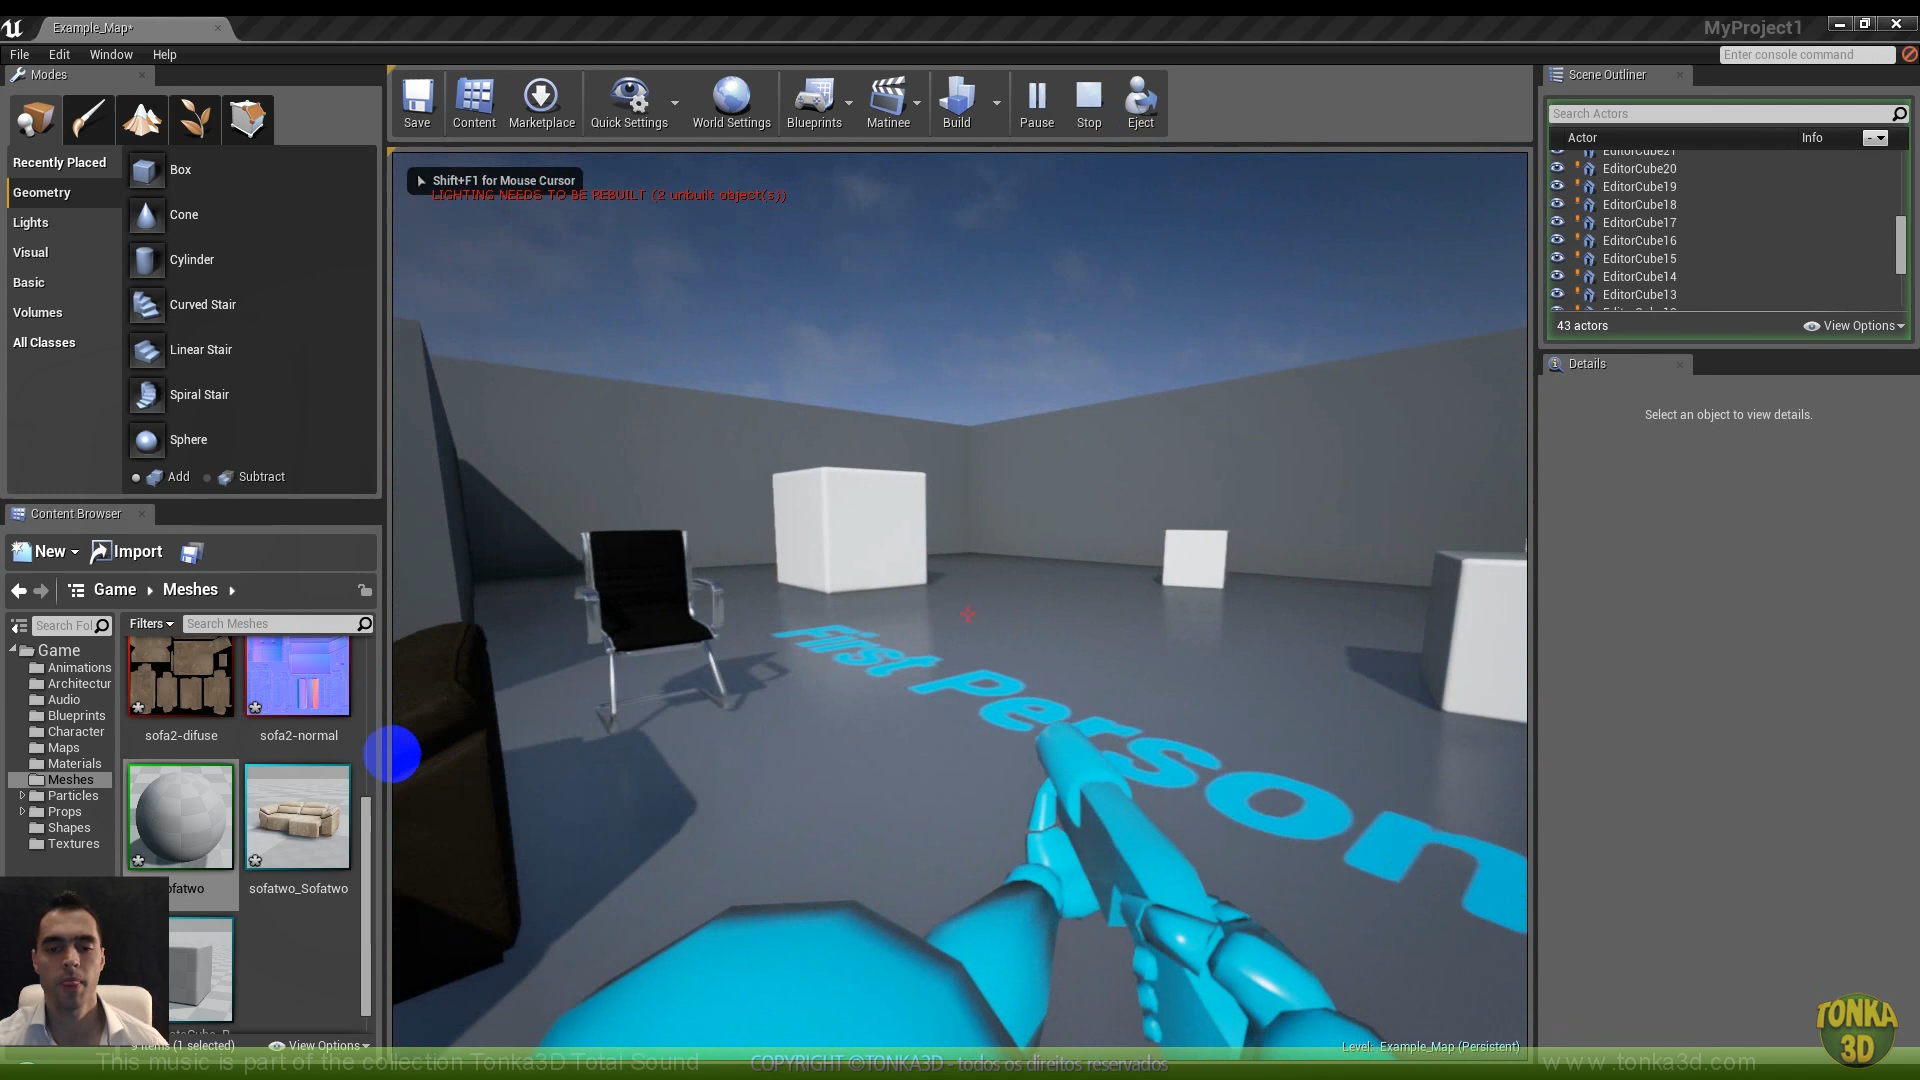 Example_Map*
MyProject1
File Edit Window Help
Enter console command
Modes
Save
Content
Marketplace
Quick Settings
World Settings
Blueprints
Matinee
Build
Pause
Stop
Eject
Recently Placed
Geometry
Lights
Visual
Basic
Volumes
All Classes
Box
Cone
Cylinder
Curved Stair
Linear Stair
Spiral Stair
Sphere
Add
Subtract
Content Browser
New
Import
Game
Meshes
Search Fol
Filters
Search Meshes
Game
Animations
Architectur
Audio
Blueprints
Character
Maps
Materials
Meshes
Particles
Props
Shapes
Textures
sofa2-difuse
sofa2-normal
ofatwo
sofatwo_Sofatwo
9 items (1 selected)
View Options
Shift+F1 for Mouse Cursor
LIGHTING NEEDS TO BE REBUILT (2 unbuilt object(s))
First Person
Level: Example_Map (Persistent)
Scene Outliner
Search Actors
Actor
Info
EditorCube21
EditorCube20
EditorCube19
EditorCube18
EditorCube17
EditorCube16
EditorCube15
EditorCube14
EditorCube13
43 actors
View Options
Details
Select an object to view details.
TONKA
3D
This music is part of the collection Tonka3D Total Sound
COPYRIGHT ©TONKA3D - todos os direitos reservados
www.tonka3d.com